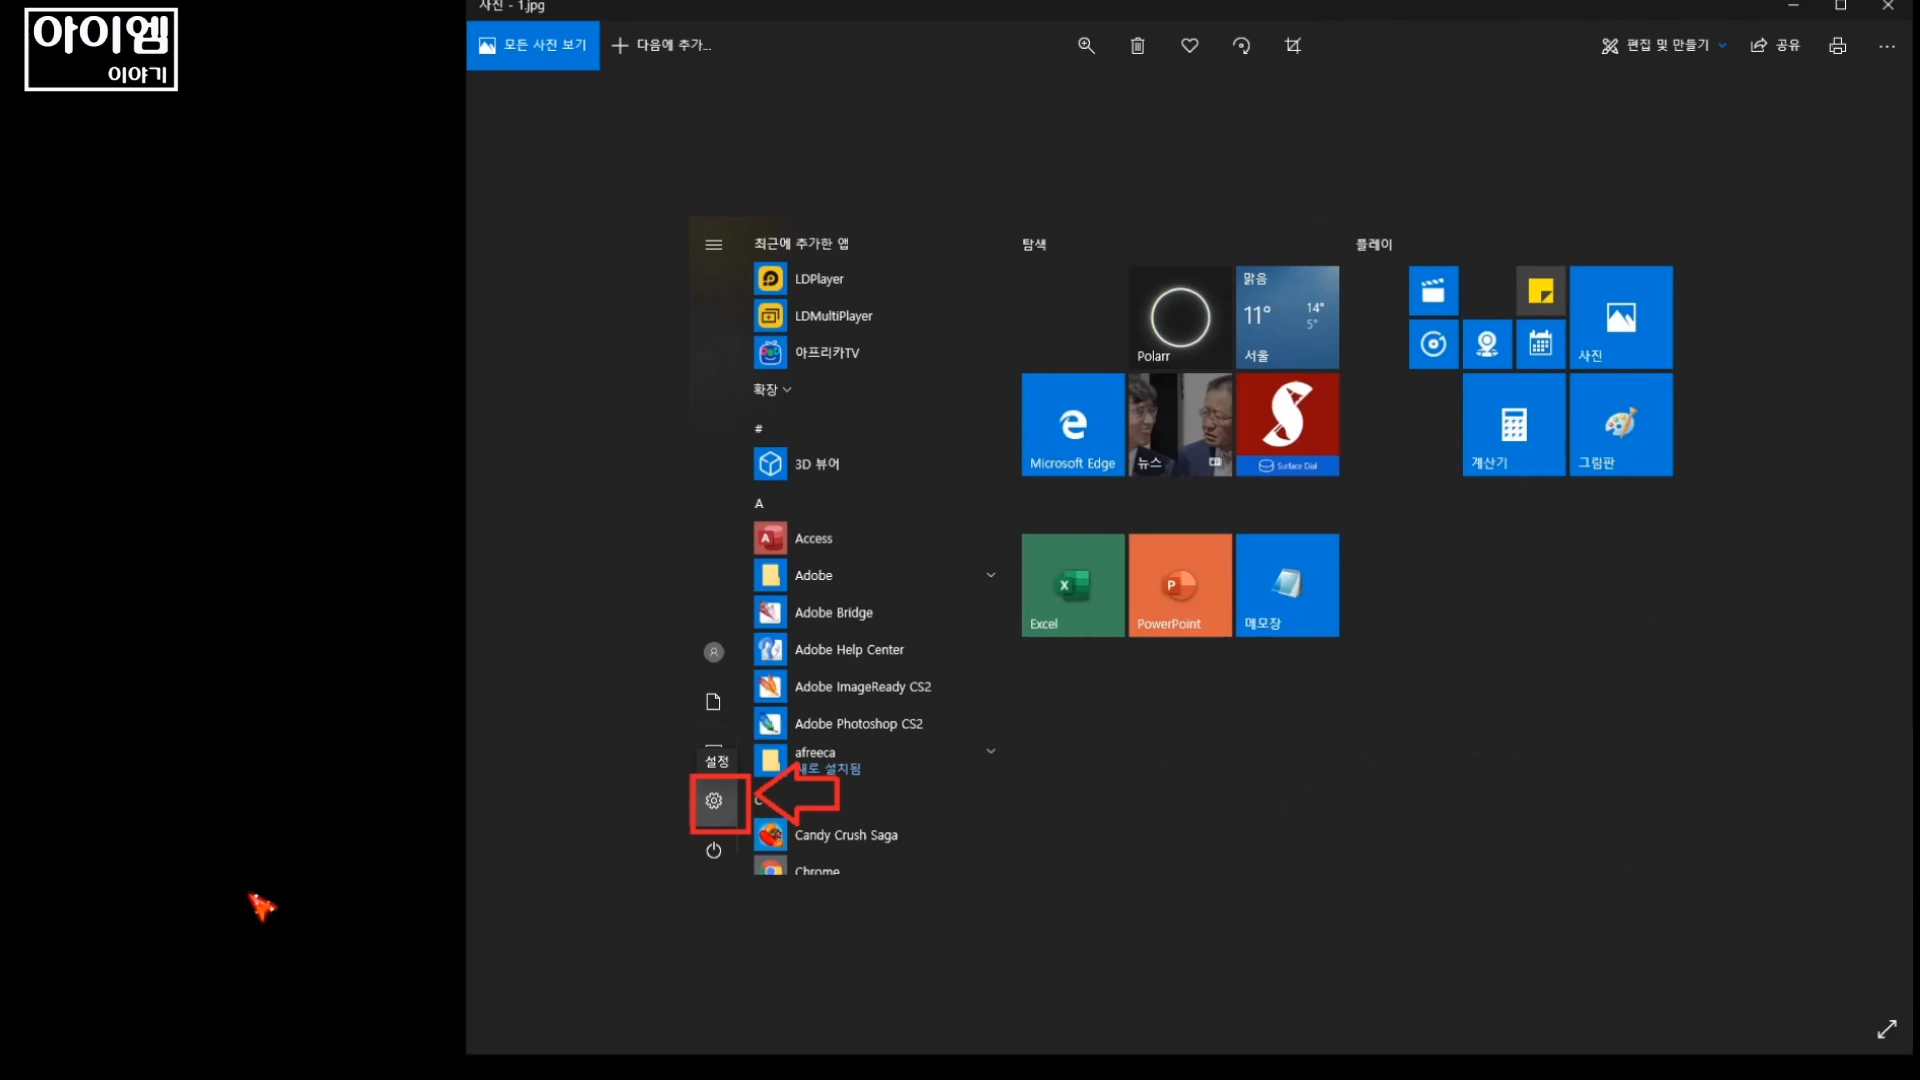 아이엠
이야기
사진 - 1.jpg
모든 사진 보기
다음에 추가...
편집 및 만들기
공유
최근에 추가한 앱
LDPlayer
LDMultiPlayer
아프리카TV
확장
#
3D 뷰어
A
Access
Adobe
Adobe Bridge
Adobe Help Center
Adobe ImageReady CS2
Adobe Photoshop CS2
afreeca
새로 설치됨
C
Candy Crush Saga
Chrome
설정
탐색
Polarr
맑음
11°
14°
5°
서울
Microsoft Edge
뉴스
Surface Dial
Excel
PowerPoint
메모장
플레이
사진
계산기
그림판